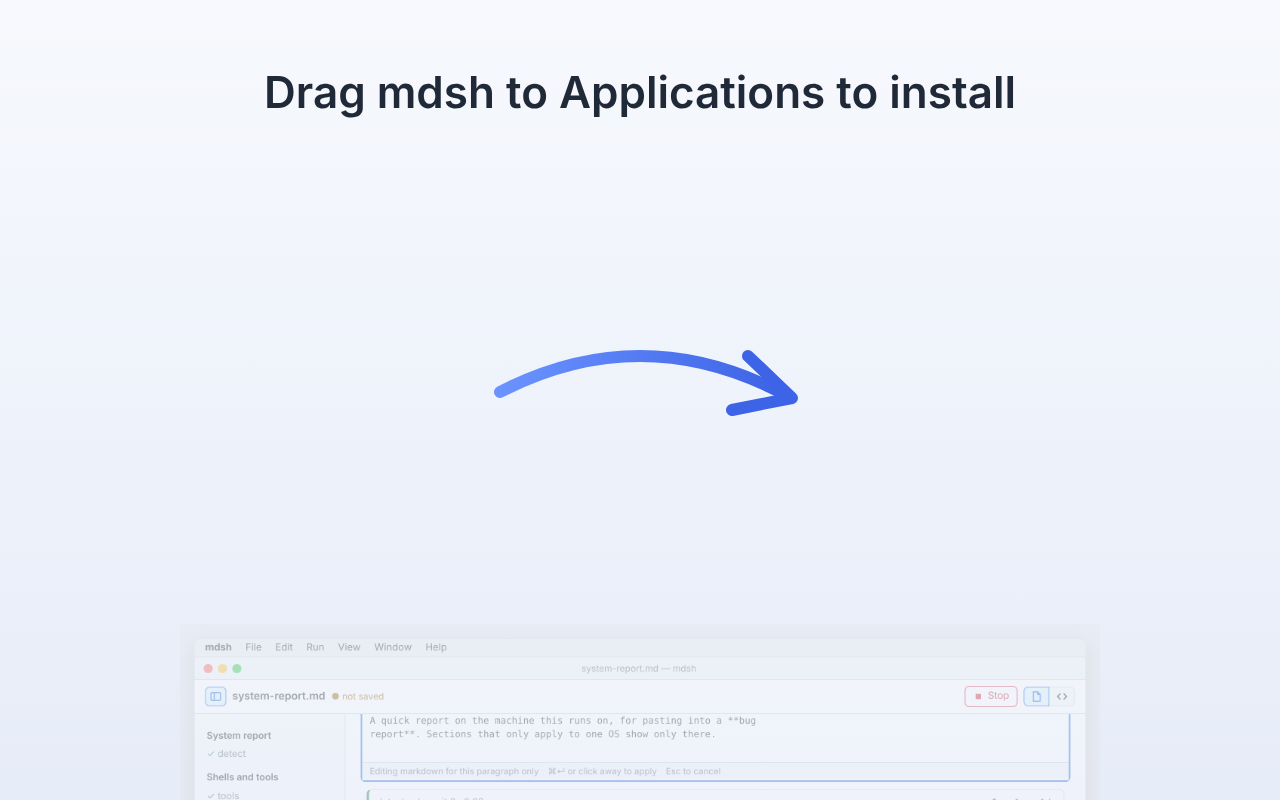 Drag mdsh to Applications to install
mdsh File Edit Run View Window Help
system-report.md — mdsh
system-report.md not saved Stop
A quick report on the machine this runs on, for pasting into a **bug
report**. Sections that only apply to one OS show only there.
System report
✓ detect
Editing markdown for this paragraph only ⌘↩ or click away to apply Esc to cancel
Shells and tools
✓ tools